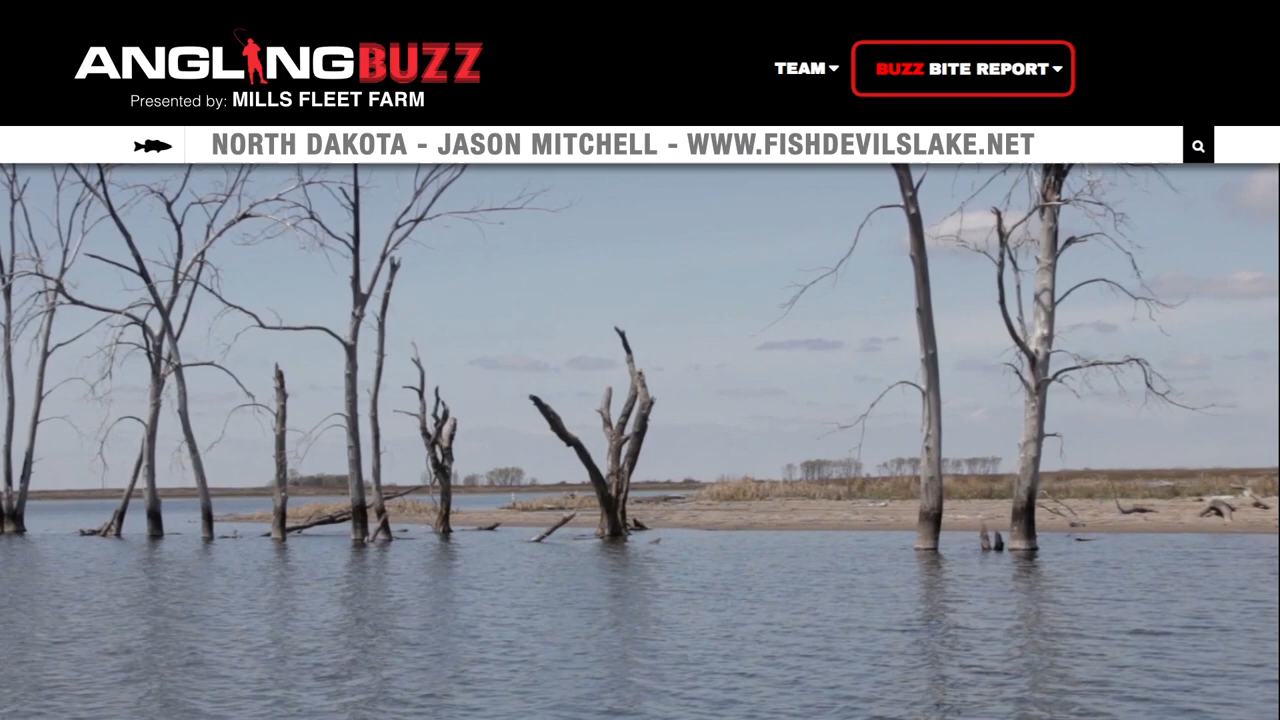 ANGLINGBUZZ
Presented by: MILLS FLEET FARM
TEAM
BUZZ BITE REPORT
NORTH DAKOTA - JASON MITCHELL - WWW.FISHDEVILSLAKE.NET